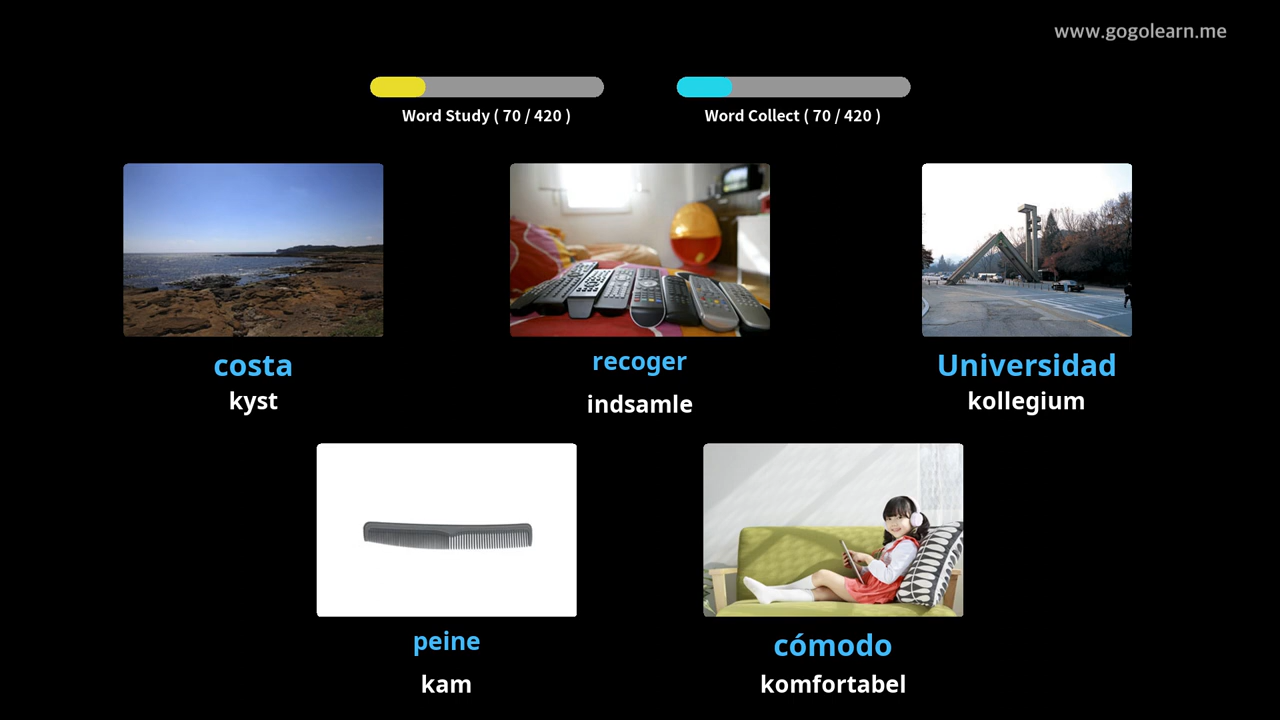 www.gogolearn.me
Word Study ( 70 / 420 )
Word Collect ( 70 / 420 )
costa
kyst
recoger
indsamle
Universidad
kollegium
peine
kam
cómodo
komfortabel